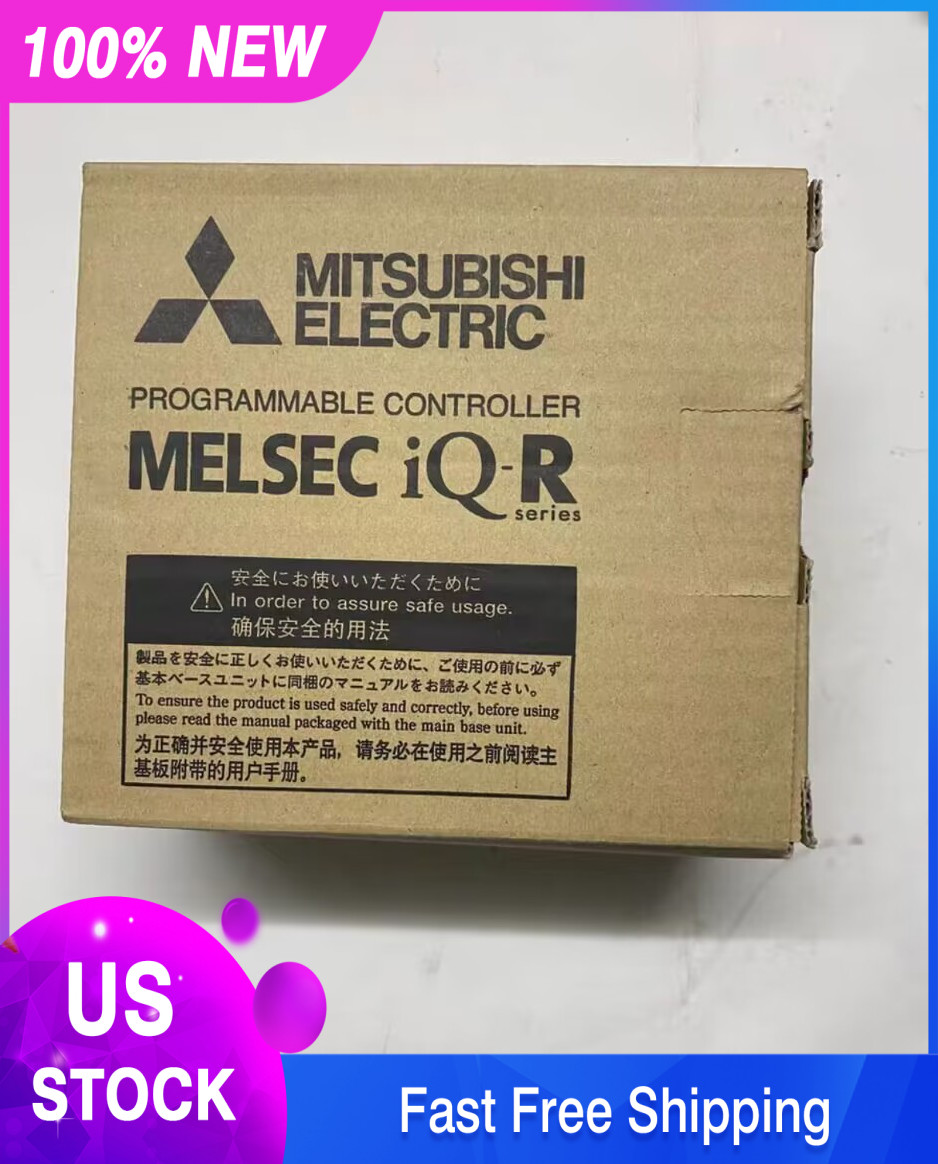 100% NEW
MITSUBISHI
ELECTRIC
PROGRAMMABLE CONTROLLER
MELSEC iQ-R
series
安全にお使いいただくために
In order to assure safe usage.
确保安全的用法
製品を安全に正しくお使いいただくために、ご使用の前に必ず
基本ベースユニットに同梱のマニュアルをお読みください。
To ensure the product is used safely and correctly, before using
please read the manual packaged with the main base unit.
为正确并安全使用本产品，请务必在使用之前阅读主
基板附带的用户手册。
US
STOCK
Fast Free Shipping